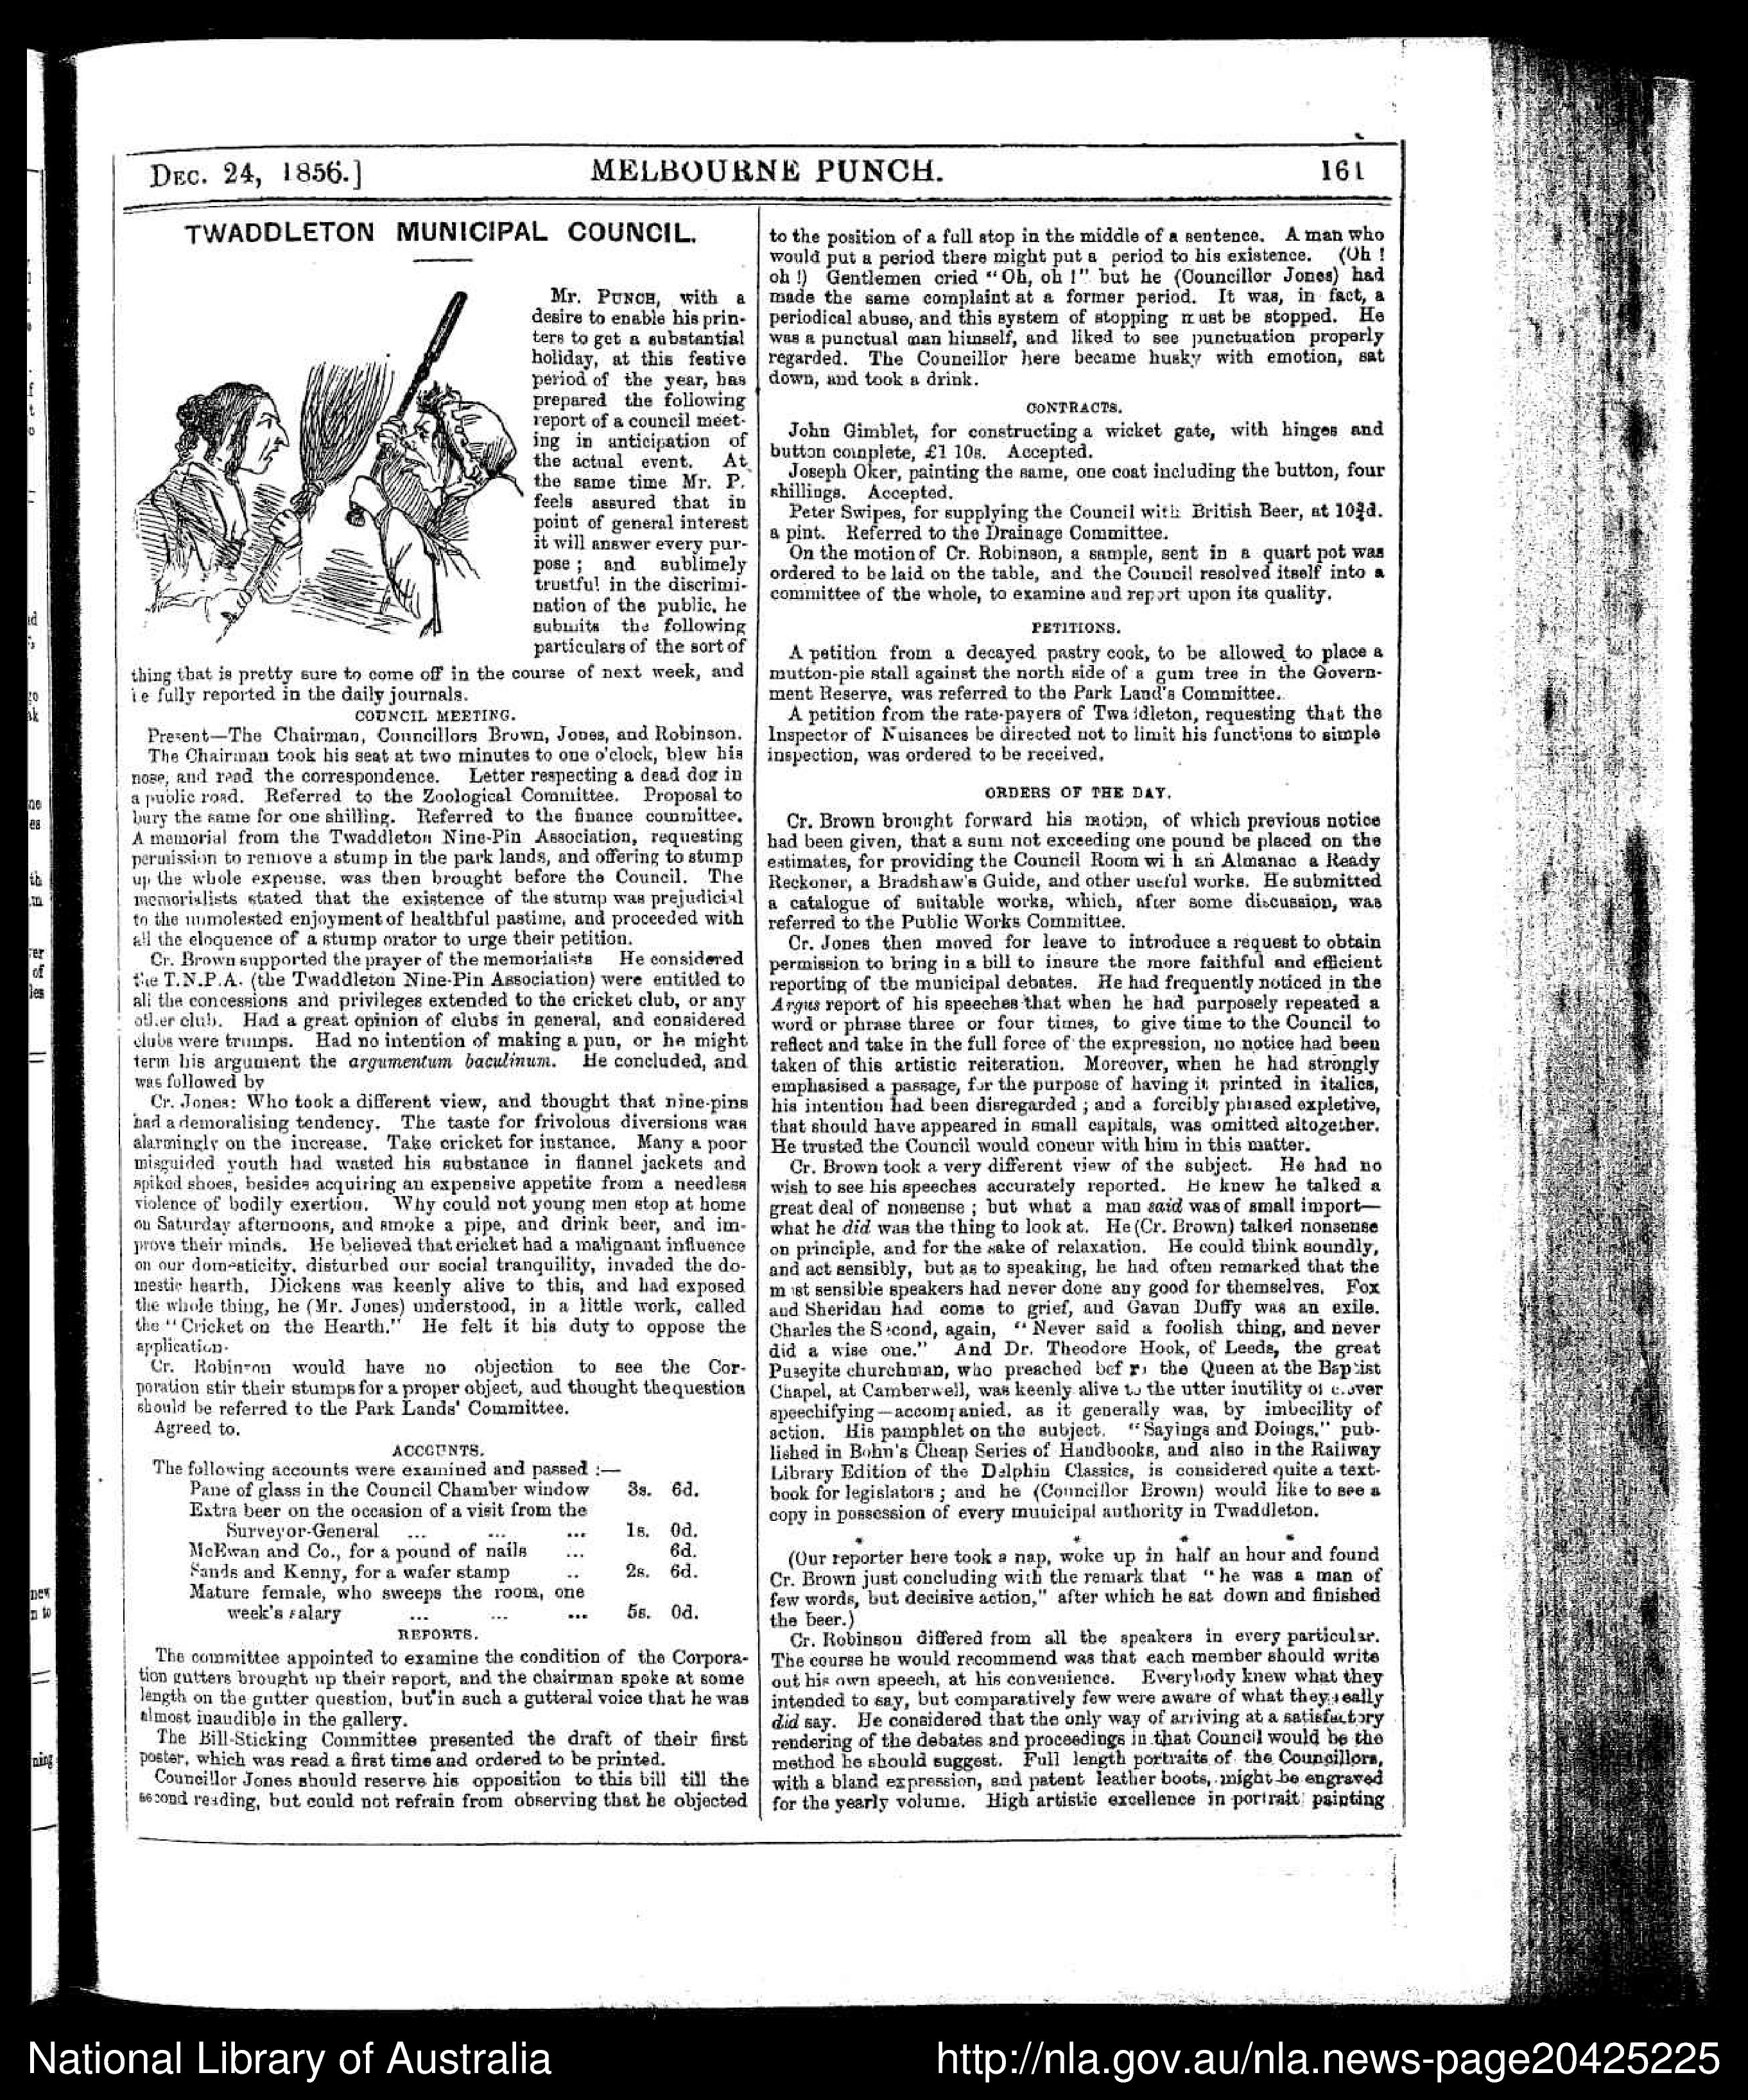 DEC. 24, 1856.]
MELBOURNE PUNCH.
161
TWADDLETON MUNICIPAL COUNCIL.
Mr. PUNCH, with a
desire to enable his prin-
ters to get a substantial
holiday, at this festive
period of the year, has
prepared the following
report of a council meet-
ing in anticipation of
the actual event. At
the same time Mr. P.
feels assured that in
point of general interest
it will answer every pur-
pose; and sublimely
trustful in the discrimi-
nation of the public, he
submits the following
particulars of the sort of
thing that is pretty sure to come off in the course of next week, and
be fully reported in the daily journals.
COUNCIL MEETING.
Present—The Chairman, Councillors Brown, Jones, and Robinson.
The Chairman took his seat at two minutes to one o'clock, blew his
nose, and read the correspondence. Letter respecting a dead dog in
a public road. Referred to the Zoological Committee. Proposal to
bury the same for one shilling. Referred to the finance committee.
A memorial from the Twaddleton Nine-Pin Association, requesting
permission to remove a stump in the park lands, and offering to stump
up the whole expense, was then brought before the Council. The
memorialists stated that the existence of the stump was prejudicial
to the unmolested enjoyment of healthful pastime, and proceeded with
all the eloquence of a stump orator to urge their petition.
Cr. Brown supported the prayer of the memorialists He considered
the T.N.P.A. (the Twaddleton Nine-Pin Association) were entitled to
all the concessions and privileges extended to the cricket club, or any
other club. Had a great opinion of clubs in general, and considered
clubs were trumps. Had no intention of making a pun, or he might
term his argument the argumentum baculinum. He concluded, and
was followed by
Cr. Jones: Who took a different view, and thought that nine-pins
had a demoralising tendency. The taste for frivolous diversions was
alarmingly on the increase. Take cricket for instance. Many a poor
misguided youth had wasted his substance in flannel jackets and
spiked shoes, besides acquiring an expensive appetite from a needless
violence of bodily exertion. Why could not young men stop at home
on Saturday afternoons, and smoke a pipe, and drink beer, and im-
prove their minds. He believed that cricket had a malignant influence
on our domesticity, disturbed our social tranquility, invaded the do-
mestic hearth. Dickens was keenly alive to this, and had exposed
the whole thing, he (Mr. Jones) understood, in a little work, called
the "Cricket on the Hearth." He felt it his duty to oppose the
application.
Cr. Robinson would have no objection to see the Cor-
poration stir their stumps for a proper object, and thought the question
should be referred to the Park Lands' Committee.
Agreed to.
ACCOUNTS.
The following accounts were examined and passed :—
Pane of glass in the Council Chamber window 3s. 6d.
Extra beer on the occasion of a visit from the
Surveyor-General ... ... ... 1s. 0d.
McEwan and Co., for a pound of nails ... 6d.
Sands and Kenny, for a wafer stamp .. 2s. 6d.
Mature female, who sweeps the room, one
week's salary ... ... ... 5s. 0d.
REPORTS.
The committee appointed to examine the condition of the Corpora-
tion gutters brought up their report, and the chairman spoke at some
length on the gutter question, but in such a gutteral voice that he was
almost inaudible in the gallery.
The Bill-Sticking Committee presented the draft of their first
poster, which was read a first time and ordered to be printed.
Councillor Jones should reserve his opposition to this bill till the
second reading, but could not refrain from observing that he objected
to the position of a full stop in the middle of a sentence. A man who
would put a period there might put a period to his existence. (Oh!
oh!) Gentlemen cried "Oh, oh!" but he (Councillor Jones) had
made the same complaint at a former period. It was, in fact, a
periodical abuse, and this system of stopping must be stopped. He
was a punctual man himself, and liked to see punctuation properly
regarded. The Councillor here became husky with emotion, sat
down, and took a drink.
CONTRACTS.
John Gimblet, for constructing a wicket gate, with hinges and
button complete, £1 10s. Accepted.
Joseph Oker, painting the same, one coat including the button, four
shillings. Accepted.
Peter Swipes, for supplying the Council with British Beer, at 10¾d.
a pint. Referred to the Drainage Committee.
On the motion of Cr. Robinson, a sample, sent in a quart pot was
ordered to be laid on the table, and the Council resolved itself into a
committee of the whole, to examine and report upon its quality.
PETITIONS.
A petition from a decayed pastry cook, to be allowed to place a
mutton-pie stall against the north side of a gum tree in the Govern-
ment Reserve, was referred to the Park Land's Committee.
A petition from the rate-payers of Twaddleton, requesting that the
Inspector of Nuisances be directed not to limit his functions to simple
inspection, was ordered to be received.
ORDERS OF THE DAY.
Cr. Brown brought forward his motion, of which previous notice
had been given, that a sum not exceeding one pound be placed on the
estimates, for providing the Council Room with an Almanac a Ready
Reckoner, a Bradshaw's Guide, and other useful works. He submitted
a catalogue of suitable works, which, after some discussion, was
referred to the Public Works Committee.
Cr. Jones then moved for leave to introduce a request to obtain
permission to bring in a bill to insure the more faithful and efficient
reporting of the municipal debates. He had frequently noticed in the
Argus report of his speeches that when he had purposely repeated a
word or phrase three or four times, to give time to the Council to
reflect and take in the full force of the expression, no notice had been
taken of this artistic reiteration. Moreover, when he had strongly
emphasised a passage, for the purpose of having it printed in italics,
his intention had been disregarded; and a forcibly phrased expletive,
that should have appeared in small capitals, was omitted altogether.
He trusted the Council would concur with him in this matter.
Cr. Brown took a very different view of the subject. He had no
wish to see his speeches accurately reported. He knew he talked a
great deal of nonsense; but what a man said was of small import—
what he did was the thing to look at. He (Cr. Brown) talked nonsense
on principle, and for the sake of relaxation. He could think soundly,
and act sensibly, but as to speaking, he had often remarked that the
most sensible speakers had never done any good for themselves. Fox
and Sheridan had come to grief, and Gavan Duffy was an exile.
Charles the Second, again, "Never said a foolish thing, and never
did a wise one." And Dr. Theodore Hook, of Leeds, the great
Puseyite churchman, who preached before the Queen at the Baptist
Chapel, at Camberwell, was keenly alive to the utter inutility of clever
speechifying—accompanied, as it generally was, by imbecility of
action. His pamphlet on the subject. "Sayings and Doings," pub-
lished in Bohn's Cheap Series of Handbooks, and also in the Railway
Library Edition of the Delphin Classics, is considered quite a text-
book for legislators; and he (Councillor Brown) would like to see a
copy in possession of every municipal authority in Twaddleton.
* * * *
(Our reporter here took a nap, woke up in half an hour and found
Cr. Brown just concluding with the remark that "he was a man of
few words, but decisive action," after which he sat down and finished
the beer.)
Cr. Robinson differed from all the speakers in every particular.
The course he would recommend was that each member should write
out his own speech, at his convenience. Everybody knew what they
intended to say, but comparatively few were aware of what they really
did say. He considered that the only way of arriving at a satisfactory
rendering of the debates and proceedings in that Council would be the
method he should suggest. Full length portraits of the Councillors,
with a bland expression, and patent leather boots, might be engraved
for the yearly volume. High artistic excellence in portrait painting
National Library of Australia
http://nla.gov.au/nla.news-page20425225